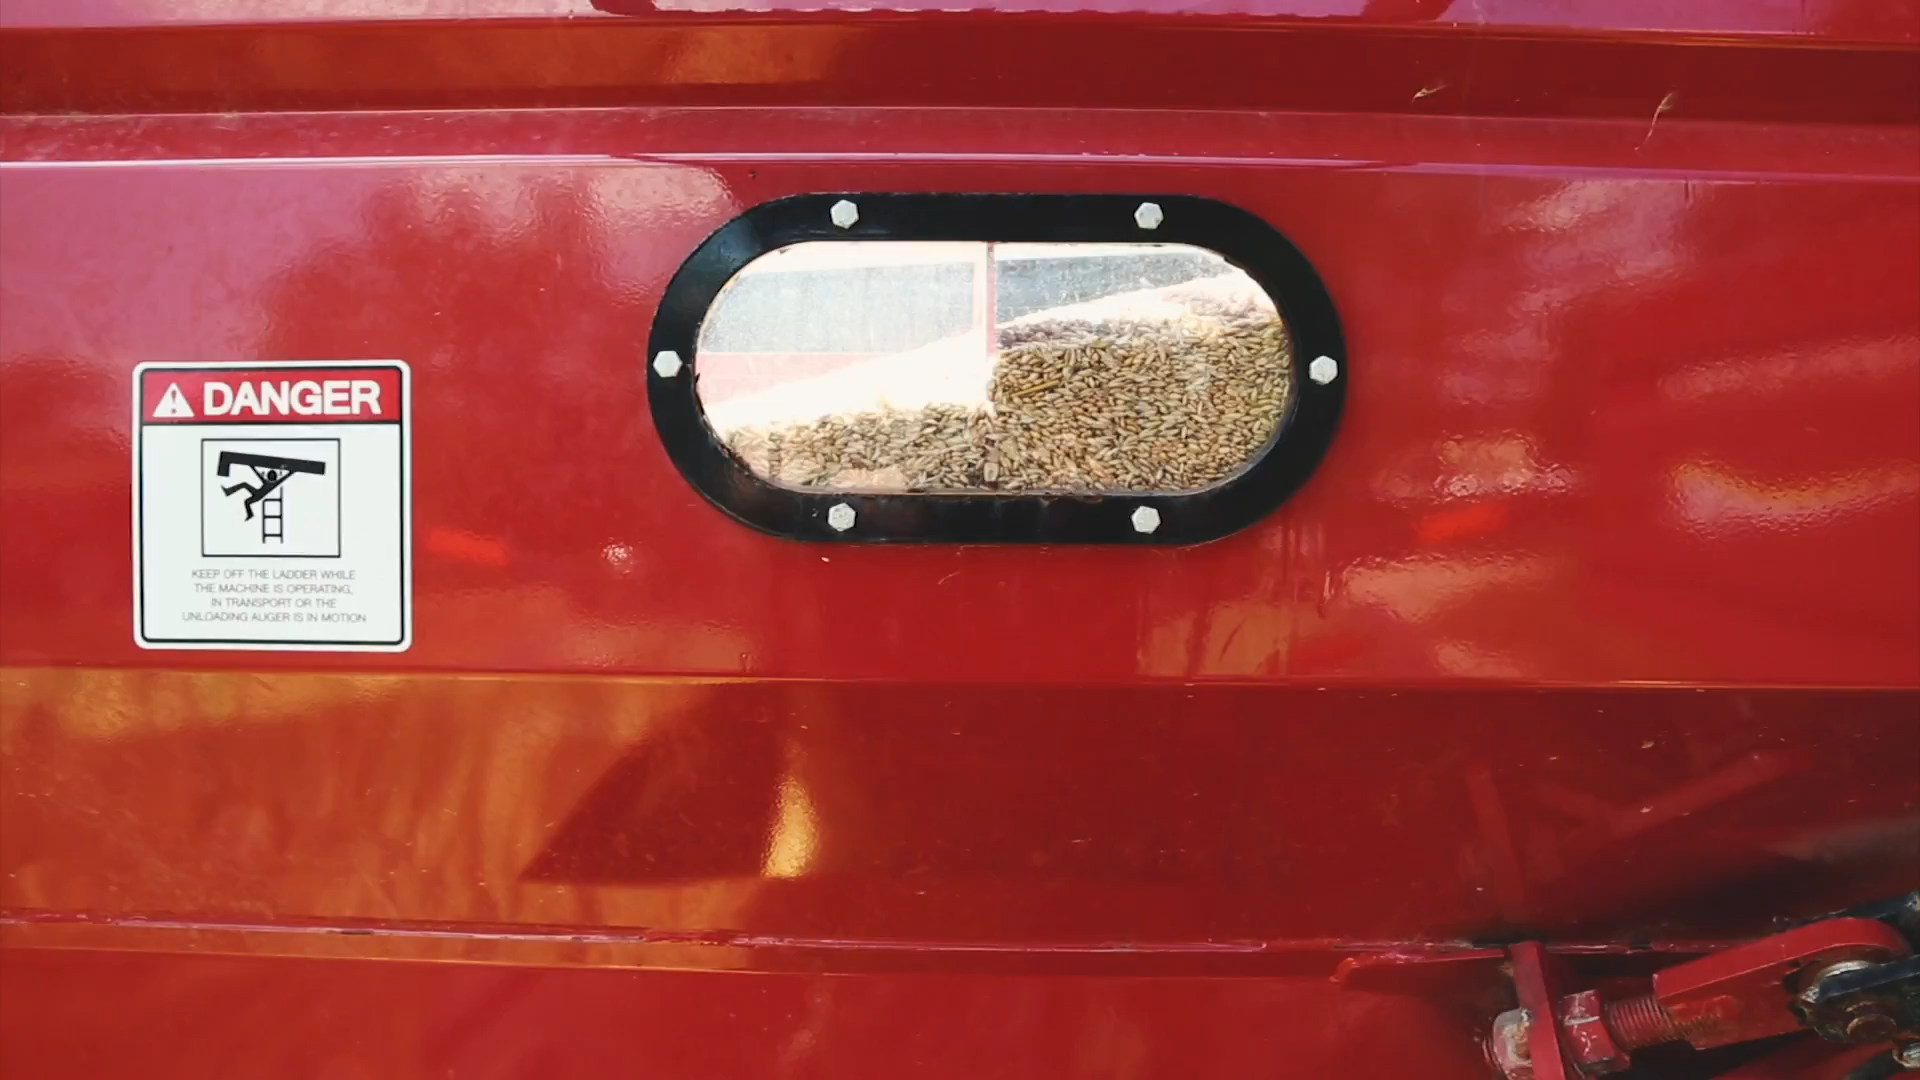 DANGER
KEEP OFF THE LADDER WHILE
THE MACHINE IS OPERATING,
IN TRANSPORT OR THE
UNLOADING AUGER IS IN MOTION